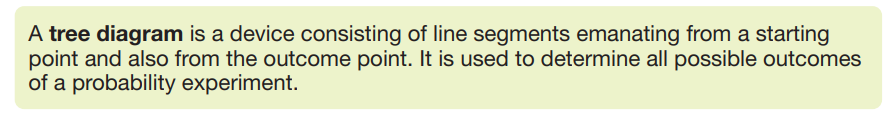 A tree diagram is a device consisting of line segments emanating from a starting
point and also from the outcome point. It is used to determine all possible outcomes
of a probability experiment.